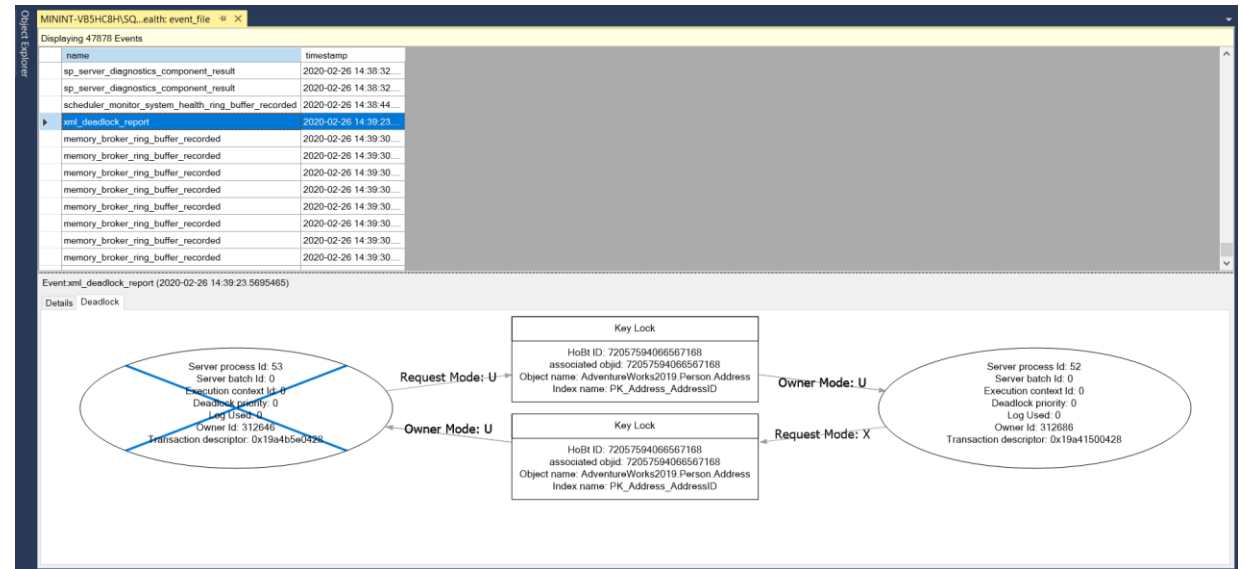 Object Explorer
MININT-VB5HC8H\SQ...ealth: event_file
Displaying 47878 Events
name timestamp
sp_server_diagnostics_component_result 2020-02-26 14:38:32....
sp_server_diagnostics_component_result 2020-02-26 14:38:32....
scheduler_monitor_system_health_ring_buffer_recorded 2020-02-26 14:38:44....
xml_deadlock_report 2020-02-26 14:39:23....
memory_broker_ring_buffer_recorded 2020-02-26 14:39:30....
memory_broker_ring_buffer_recorded 2020-02-26 14:39:30....
memory_broker_ring_buffer_recorded 2020-02-26 14:39:30....
memory_broker_ring_buffer_recorded 2020-02-26 14:39:30....
memory_broker_ring_buffer_recorded 2020-02-26 14:39:30....
memory_broker_ring_buffer_recorded 2020-02-26 14:39:30....
memory_broker_ring_buffer_recorded 2020-02-26 14:39:30....
memory_broker_ring_buffer_recorded 2020-02-26 14:39:30....
Event:xml_deadlock_report (2020-02-26 14:39:23.5695465)
Details Deadlock
Server process Id: 53
Server batch Id: 0
Execution context Id: 0
Deadlock priority: 0
Log Used: 0
Owner Id: 312646
Transaction descriptor: 0x19a4b5e0428
Request Mode: U
Owner Mode: U
Key Lock
HoBt ID: 72057594066567168
associated objid: 72057594066567168
Object name: AdventureWorks2019.Person.Address
Index name: PK_Address_AddressID
Key Lock
HoBt ID: 72057594066567168
associated objid: 72057594066567168
Object name: AdventureWorks2019.Person.Address
Index name: PK_Address_AddressID
Owner Mode: U
Request Mode: X
Server process Id: 52
Server batch Id: 0
Execution context Id: 0
Deadlock priority: 0
Log Used: 0
Owner Id: 312686
Transaction descriptor: 0x19a41500428